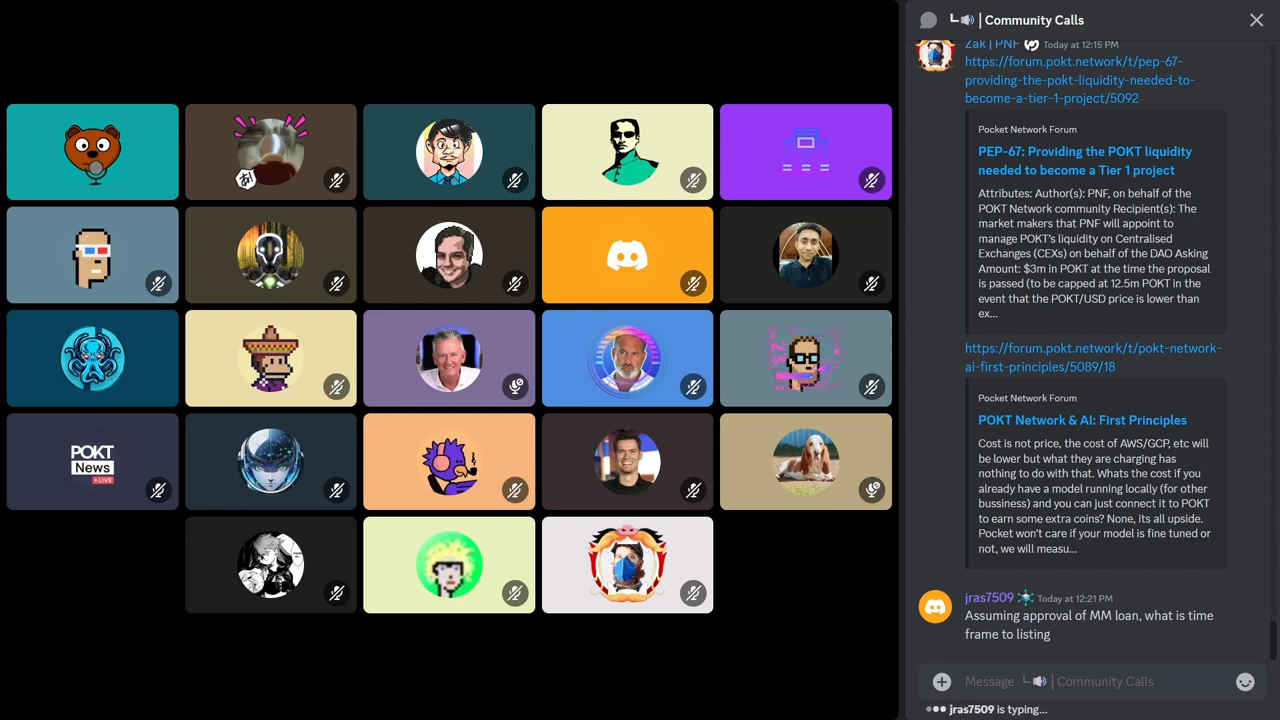 Community Calls
Zak | PNF Today at 12:15 PM
https://forum.pokt.network/t/pep-67-
providing-the-pokt-liquidity-needed-to-
become-a-tier-1-project/5092
Pocket Network Forum
PEP-67: Providing the POKT liquidity
needed to become a Tier 1 project
Attributes: Author(s): PNF, on behalf of the
POKT Network community Recipient(s): The
market makers that PNF will appoint to
manage POKT's liquidity on Centralised
Exchanges (CEXs) on behalf of the DAO Asking
Amount: $3m in POKT at the time the proposal
is passed (to be capped at 12.5m POKT in the
event that the POKT/USD price is lower than
ex...
https://forum.pokt.network/t/pokt-network-
ai-first-principles/5089/18
Pocket Network Forum
POKT Network & AI: First Principles
Cost is not price, the cost of AWS/GCP, etc will
be lower but what they are charging has
nothing to do with that. Whats the cost if you
already have a model running locally (for other
bussiness) and you can just connect it to POKT
to earn some extra coins? None, its all upside.
Pocket won't care if your model is fine tuned or
not, we will measu...
jras7509 Today at 12:21 PM
Assuming approval of MM loan, what is time
frame to listing
Message Community Calls
jras7509 is typing...
POKT
News
LIVE